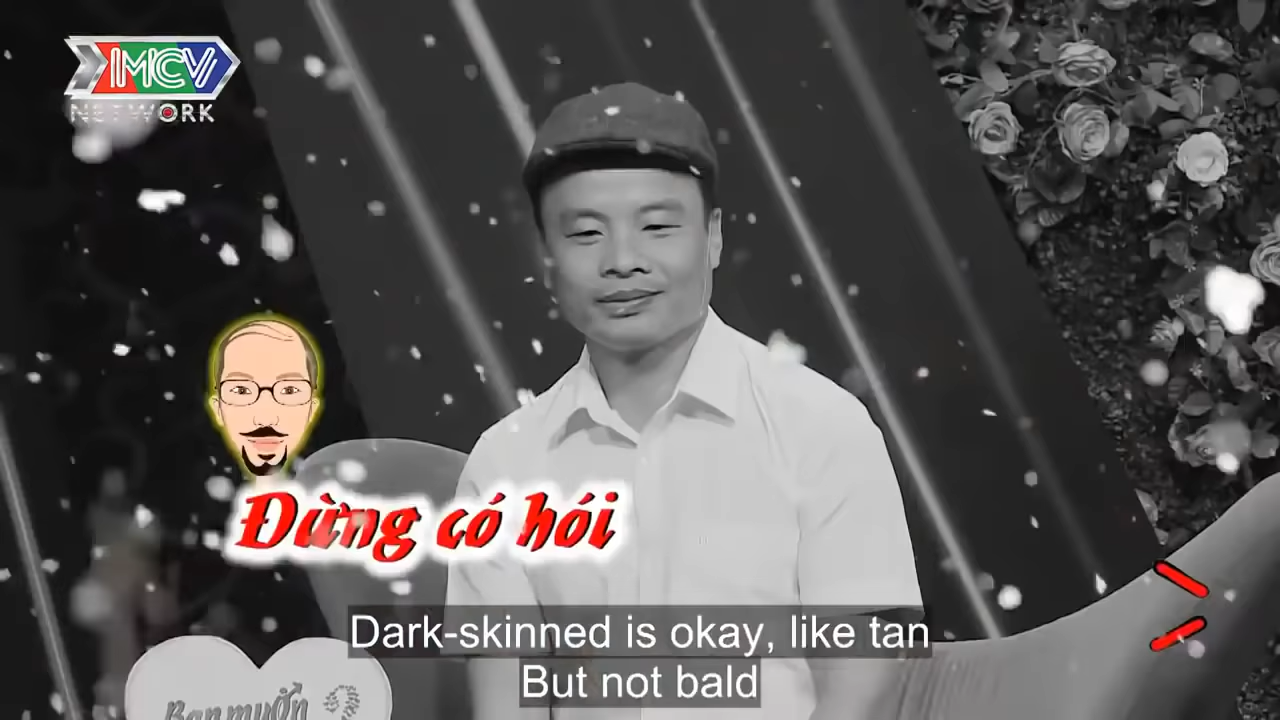 MCV
NETWORK
Đừng có hói
Dark-skinned is okay, like tan
But not bald
Bạn muốn